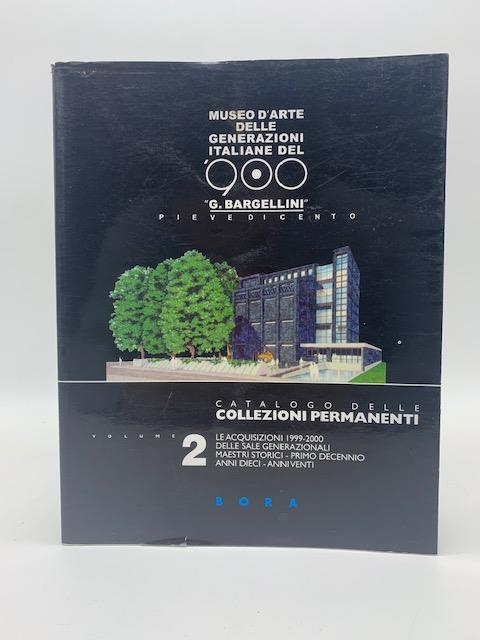 MUSEO D'ARTE
DELLE
GENERAZIONI
ITALIANE DEL
'900
"G. BARGELLINI"
PIEVE DI CENTO
CATALOGO DELLE
COLLEZIONI PERMANENTI
VOLUME 2
LE ACQUISIZIONI 1999-2000
DELLE SALE GENERAZIONALI
MAESTRI STORICI - PRIMO DECENNIO
ANNI DIECI - ANNI VENTI
BORA